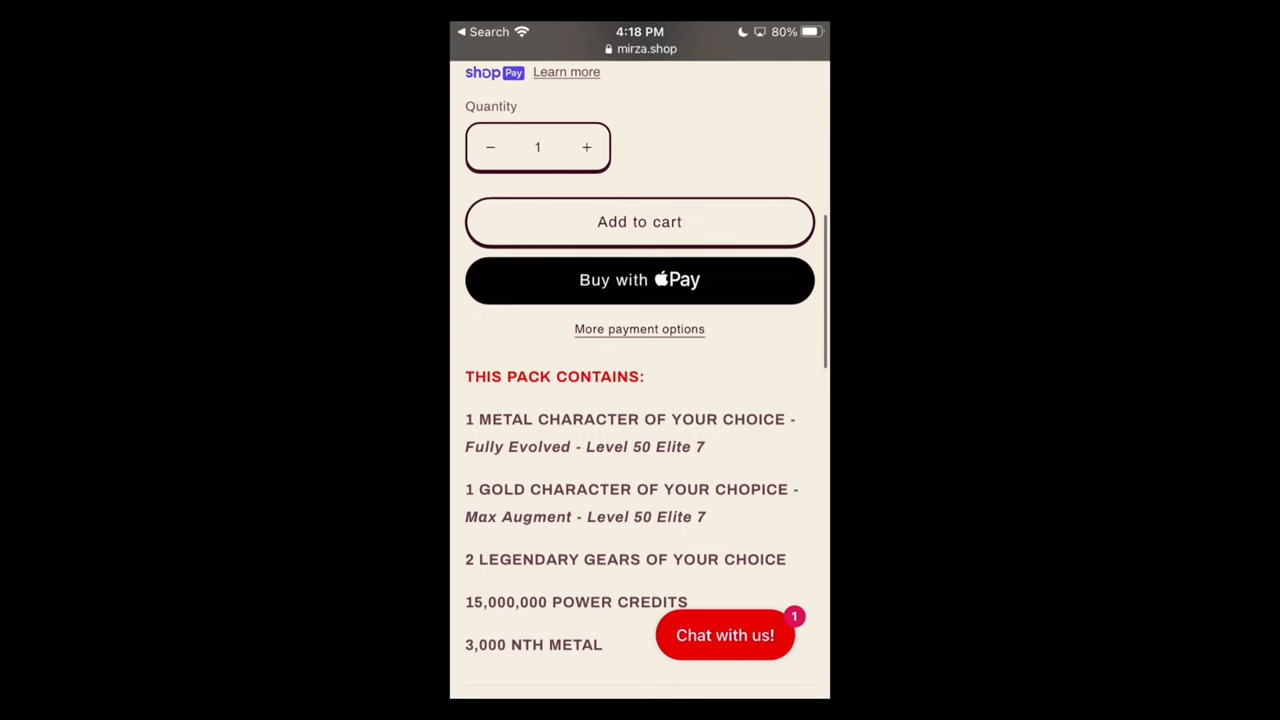 Search 4:18 PM 80%
mirza.shop
shop Pay Learn more
Quantity
− 1 +
Add to cart
Buy with Pay
More payment options
THIS PACK CONTAINS:
1 METAL CHARACTER OF YOUR CHOICE -
Fully Evolved - Level 50 Elite 7
1 GOLD CHARACTER OF YOUR CHOPICE -
Max Augment - Level 50 Elite 7
2 LEGENDARY GEARS OF YOUR CHOICE
15,000,000 POWER CREDITS
1
Chat with us!
3,000 NTH METAL